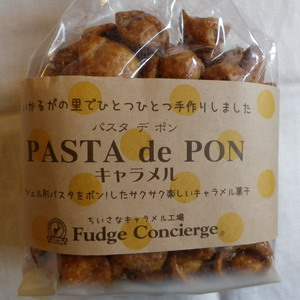 いかるがの里でひとつひとつ手作りしました
パスタ デ ポン
PASTA de PON
キャラメル
シェル形パスタをポン!したサクサク楽しいキャラメル菓子
ちいさなキャラメル工場
Fudge Concierge®